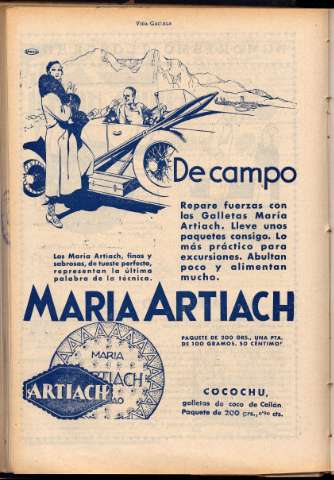 VIDA GALLEGA
De campo
Repare fuerzas con
las Galletas María
Artiach. Lleve unos
paquetes consigo. Lo
más práctico para
excursiones. Abultan
poco y alimentan
mucho.
Las María Artiach, finas y
sabrosas, de tueste perfecto,
representan la última
palabra de la técnica.
MARIA ARTIACH
PAQUETE DE 200 GRS., UNA PTA.
DE 100 GRAMOS, 50 CÉNTIMOS
MARIA
ARTIACH
ARTIACH
COCOCHU,
galletas de coco de Ceilán
Paquete de 200 grs., cts.